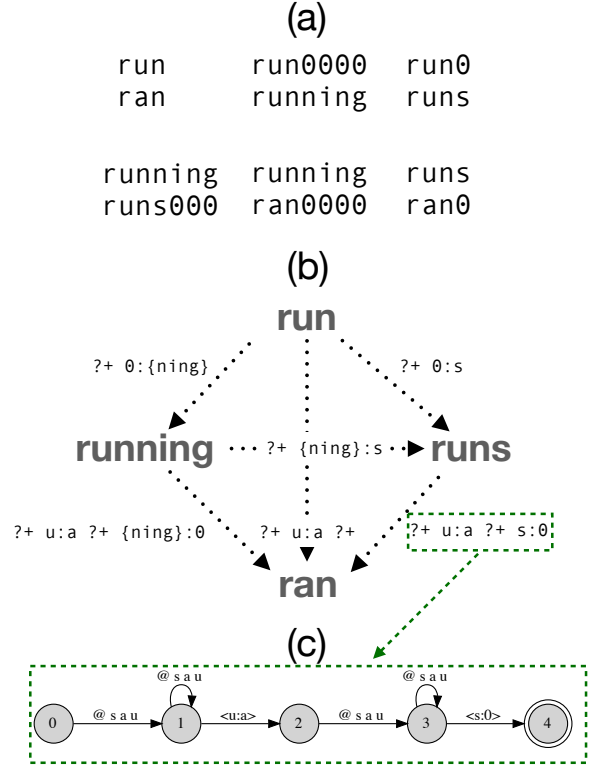 (a)
run run0000 run0
ran running runs
running running runs
runs000 ran0000 ran0
(b)
run
?+ 0:{ning} ?+ 0:s
running ?+ {ning}:s runs
?+ u:a ?+ {ning}:0 ?+ u:a ?+ ?+ u:a ?+ s:0
ran
(c)
@ s a u @ s a u
0 @ s a u 1 <u:a> 2 @ s a u 3 <s:0> 4